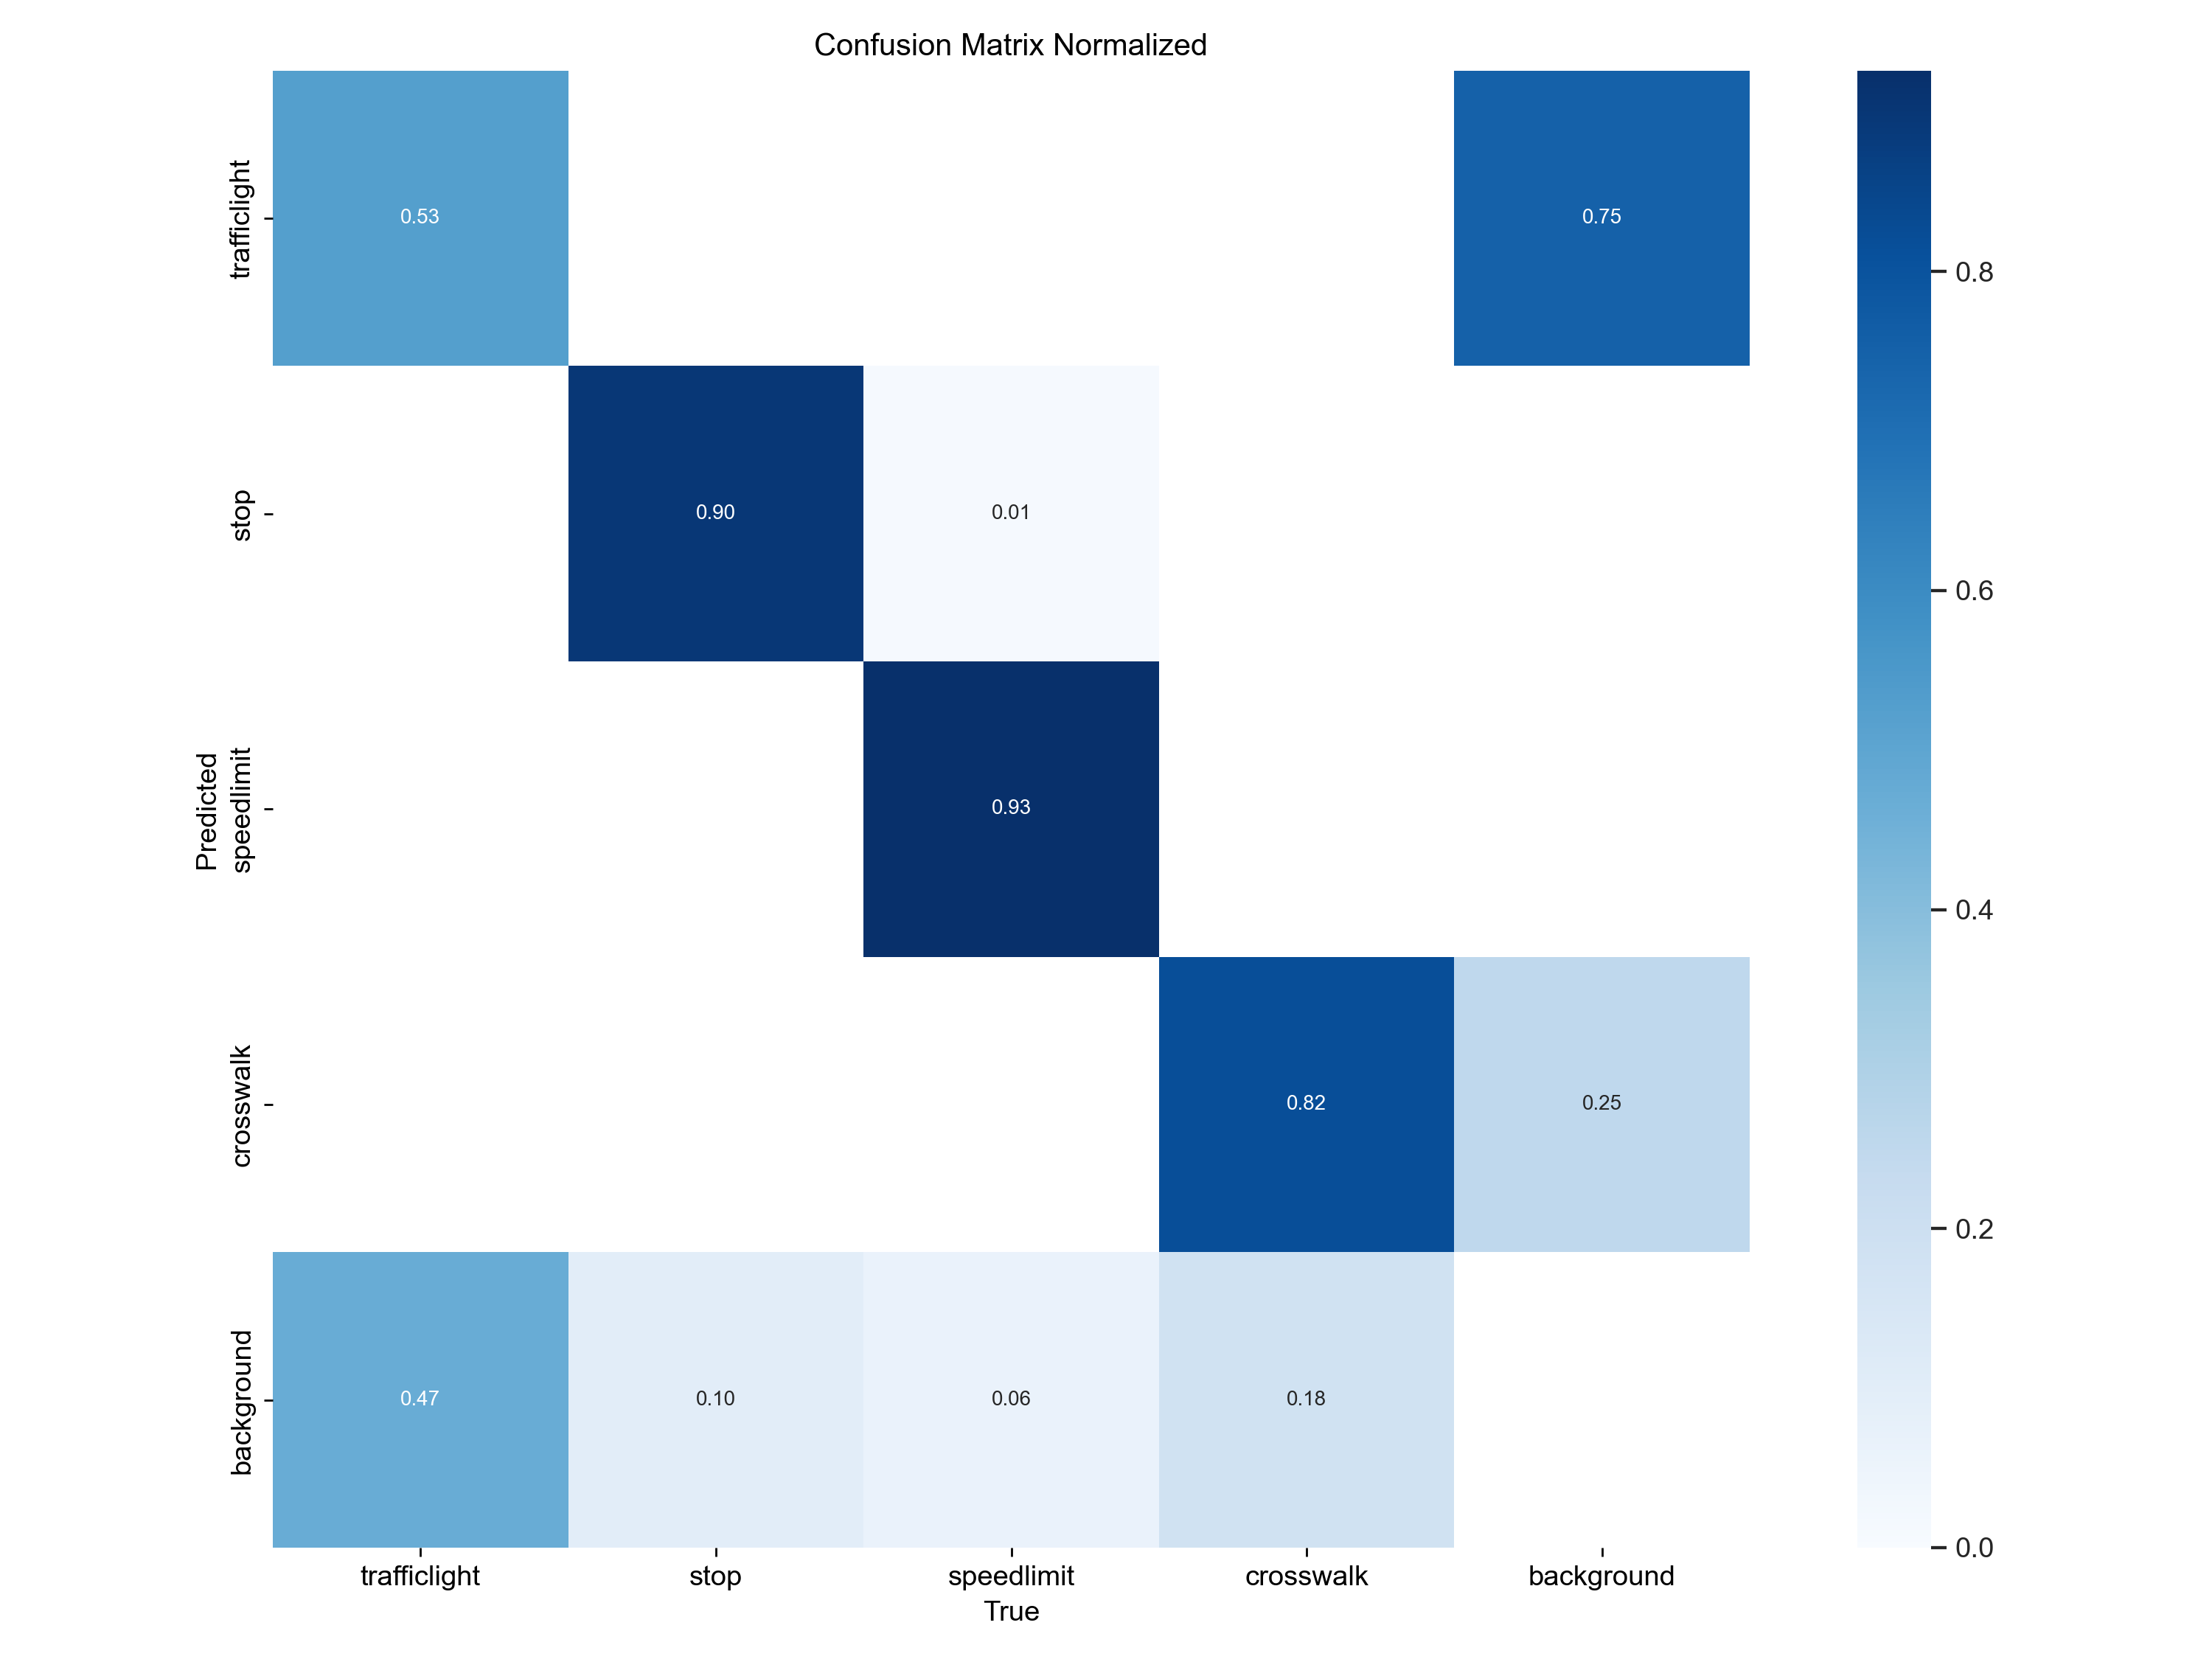 Confusion Matrix Normalized
trafficlight
0.53
0.75
0.8
stop
0.90
0.01
0.6
Predicted
speedlimit
0.93
0.4
crosswalk
0.82
0.25
0.2
background
0.47
0.10
0.06
0.18
0.0
trafficlight stop speedlimit crosswalk background
True